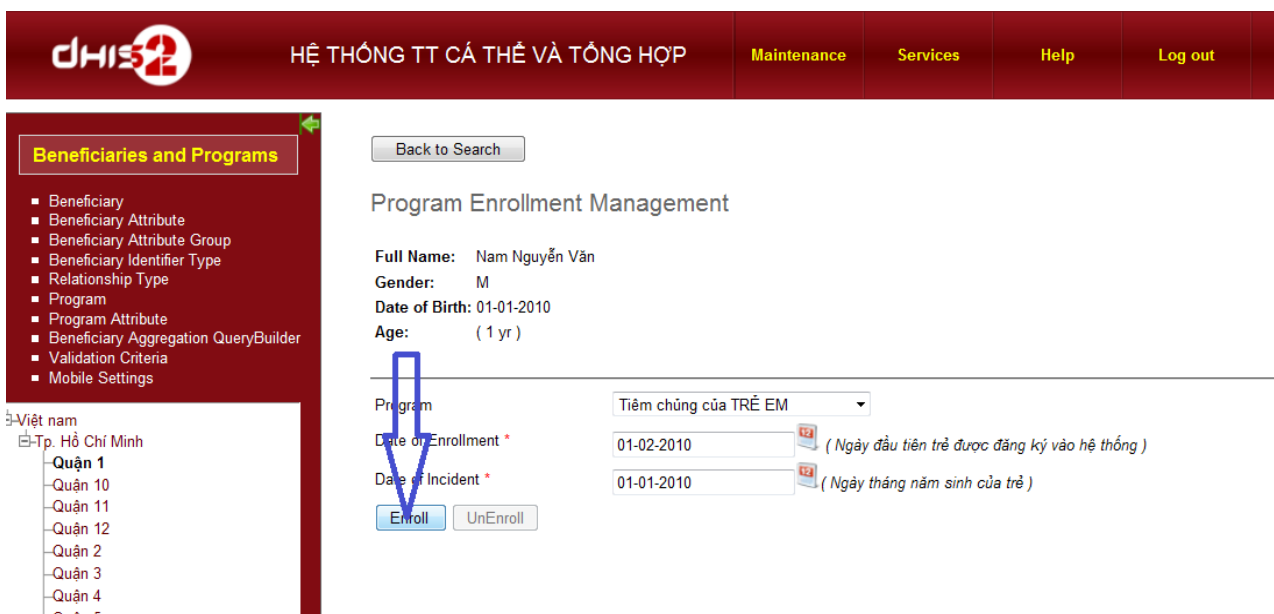 dHIS2 HỆ THỐNG TT CÁ THỂ VÀ TỔNG HỢP Maintenance Services Help Log out
Beneficiaries and Programs
Beneficiary
Beneficiary Attribute
Beneficiary Attribute Group
Beneficiary Identifier Type
Relationship Type
Program
Program Attribute
Beneficiary Aggregation QueryBuilder
Validation Criteria
Mobile Settings
Việt nam
Tp. Hồ Chí Minh
Quận 1
Quận 10
Quận 11
Quận 12
Quận 2
Quận 3
Quận 4
Back to Search
Program Enrollment Management
Full Name: Nam Nguyễn Văn
Gender: M
Date of Birth: 01-01-2010
Age: ( 1 yr )
Program Tiêm chủng của TRẺ EM
Date of Enrollment * 01-02-2010 12 ( Ngày đầu tiên trẻ được đăng ký vào hệ thống )
Date of Incident * 01-01-2010 12 ( Ngày tháng năm sinh của trẻ )
Enroll UnEnroll